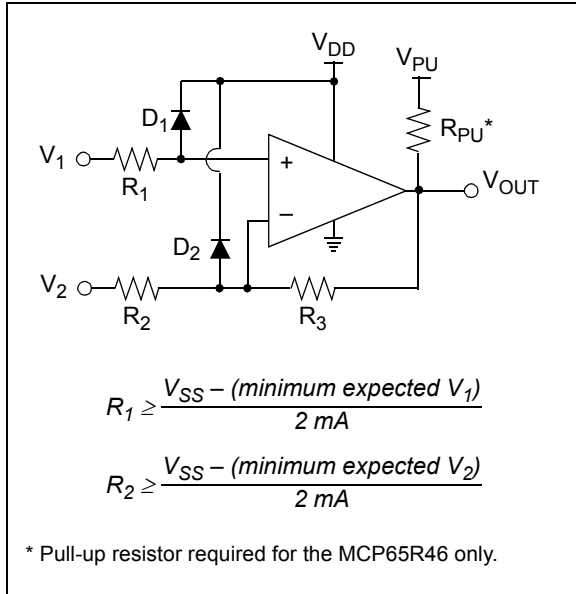 V_DD
V_PU
D_1
R_PU*
V_1
R_1
+
V_OUT
–
D_2
V_2
R_2
R_3
R_1 ≥ V_SS – (minimum expected V_1) / 2 mA
R_2 ≥ V_SS – (minimum expected V_2) / 2 mA
* Pull-up resistor required for the MCP65R46 only.